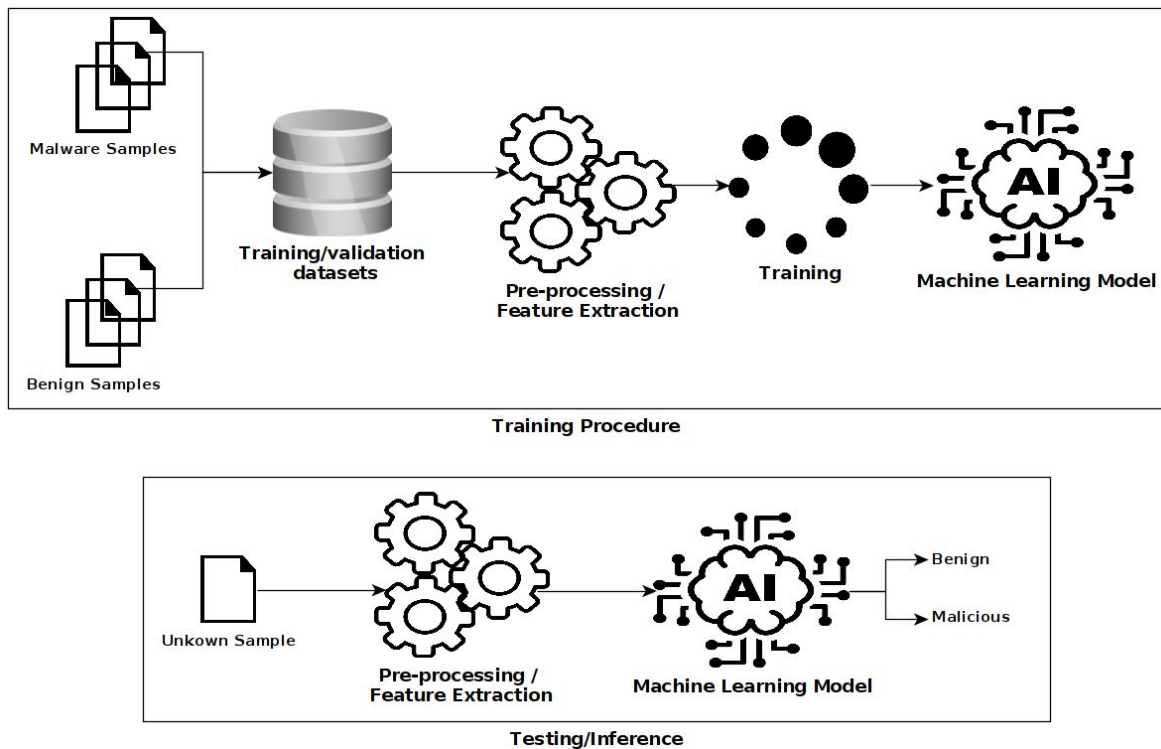 Malware Samples
Benign Samples
Training/validation
datasets
Pre-processing /
Feature Extraction
Training
AI
Machine Learning Model
Training Procedure
Unkown Sample
Pre-processing /
Feature Extraction
AI
Machine Learning Model
Benign
Malicious
Testing/Inference